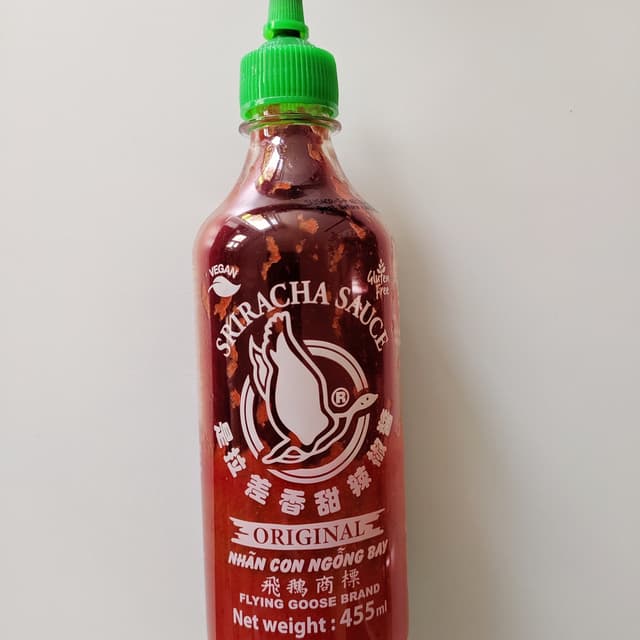 VEGAN
Gluten
Free
SRIRACHA SAUCE
®
是拉差香甜辣椒醬
ORIGINAL
NHÃN CON NGỖNG BAY
飛鵝商標
FLYING GOOSE BRAND
Net weight : 455ml